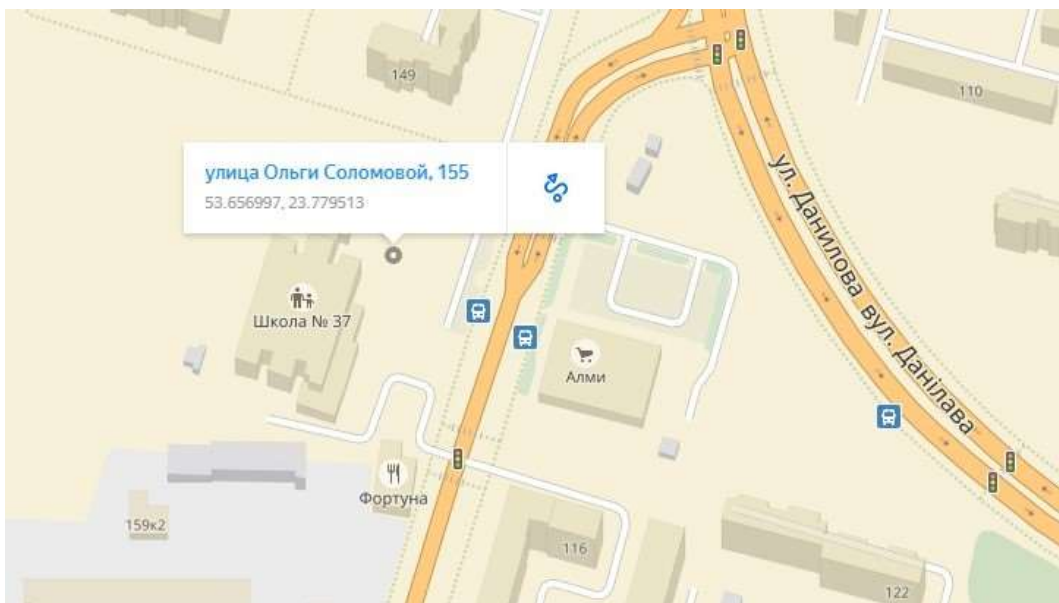 149
110
улица Ольги Соломовой, 155
53.656997, 23.779513
ул. Данилова вул. Данілава
Школа № 37
Алми
Фортуна
159к2
116
122